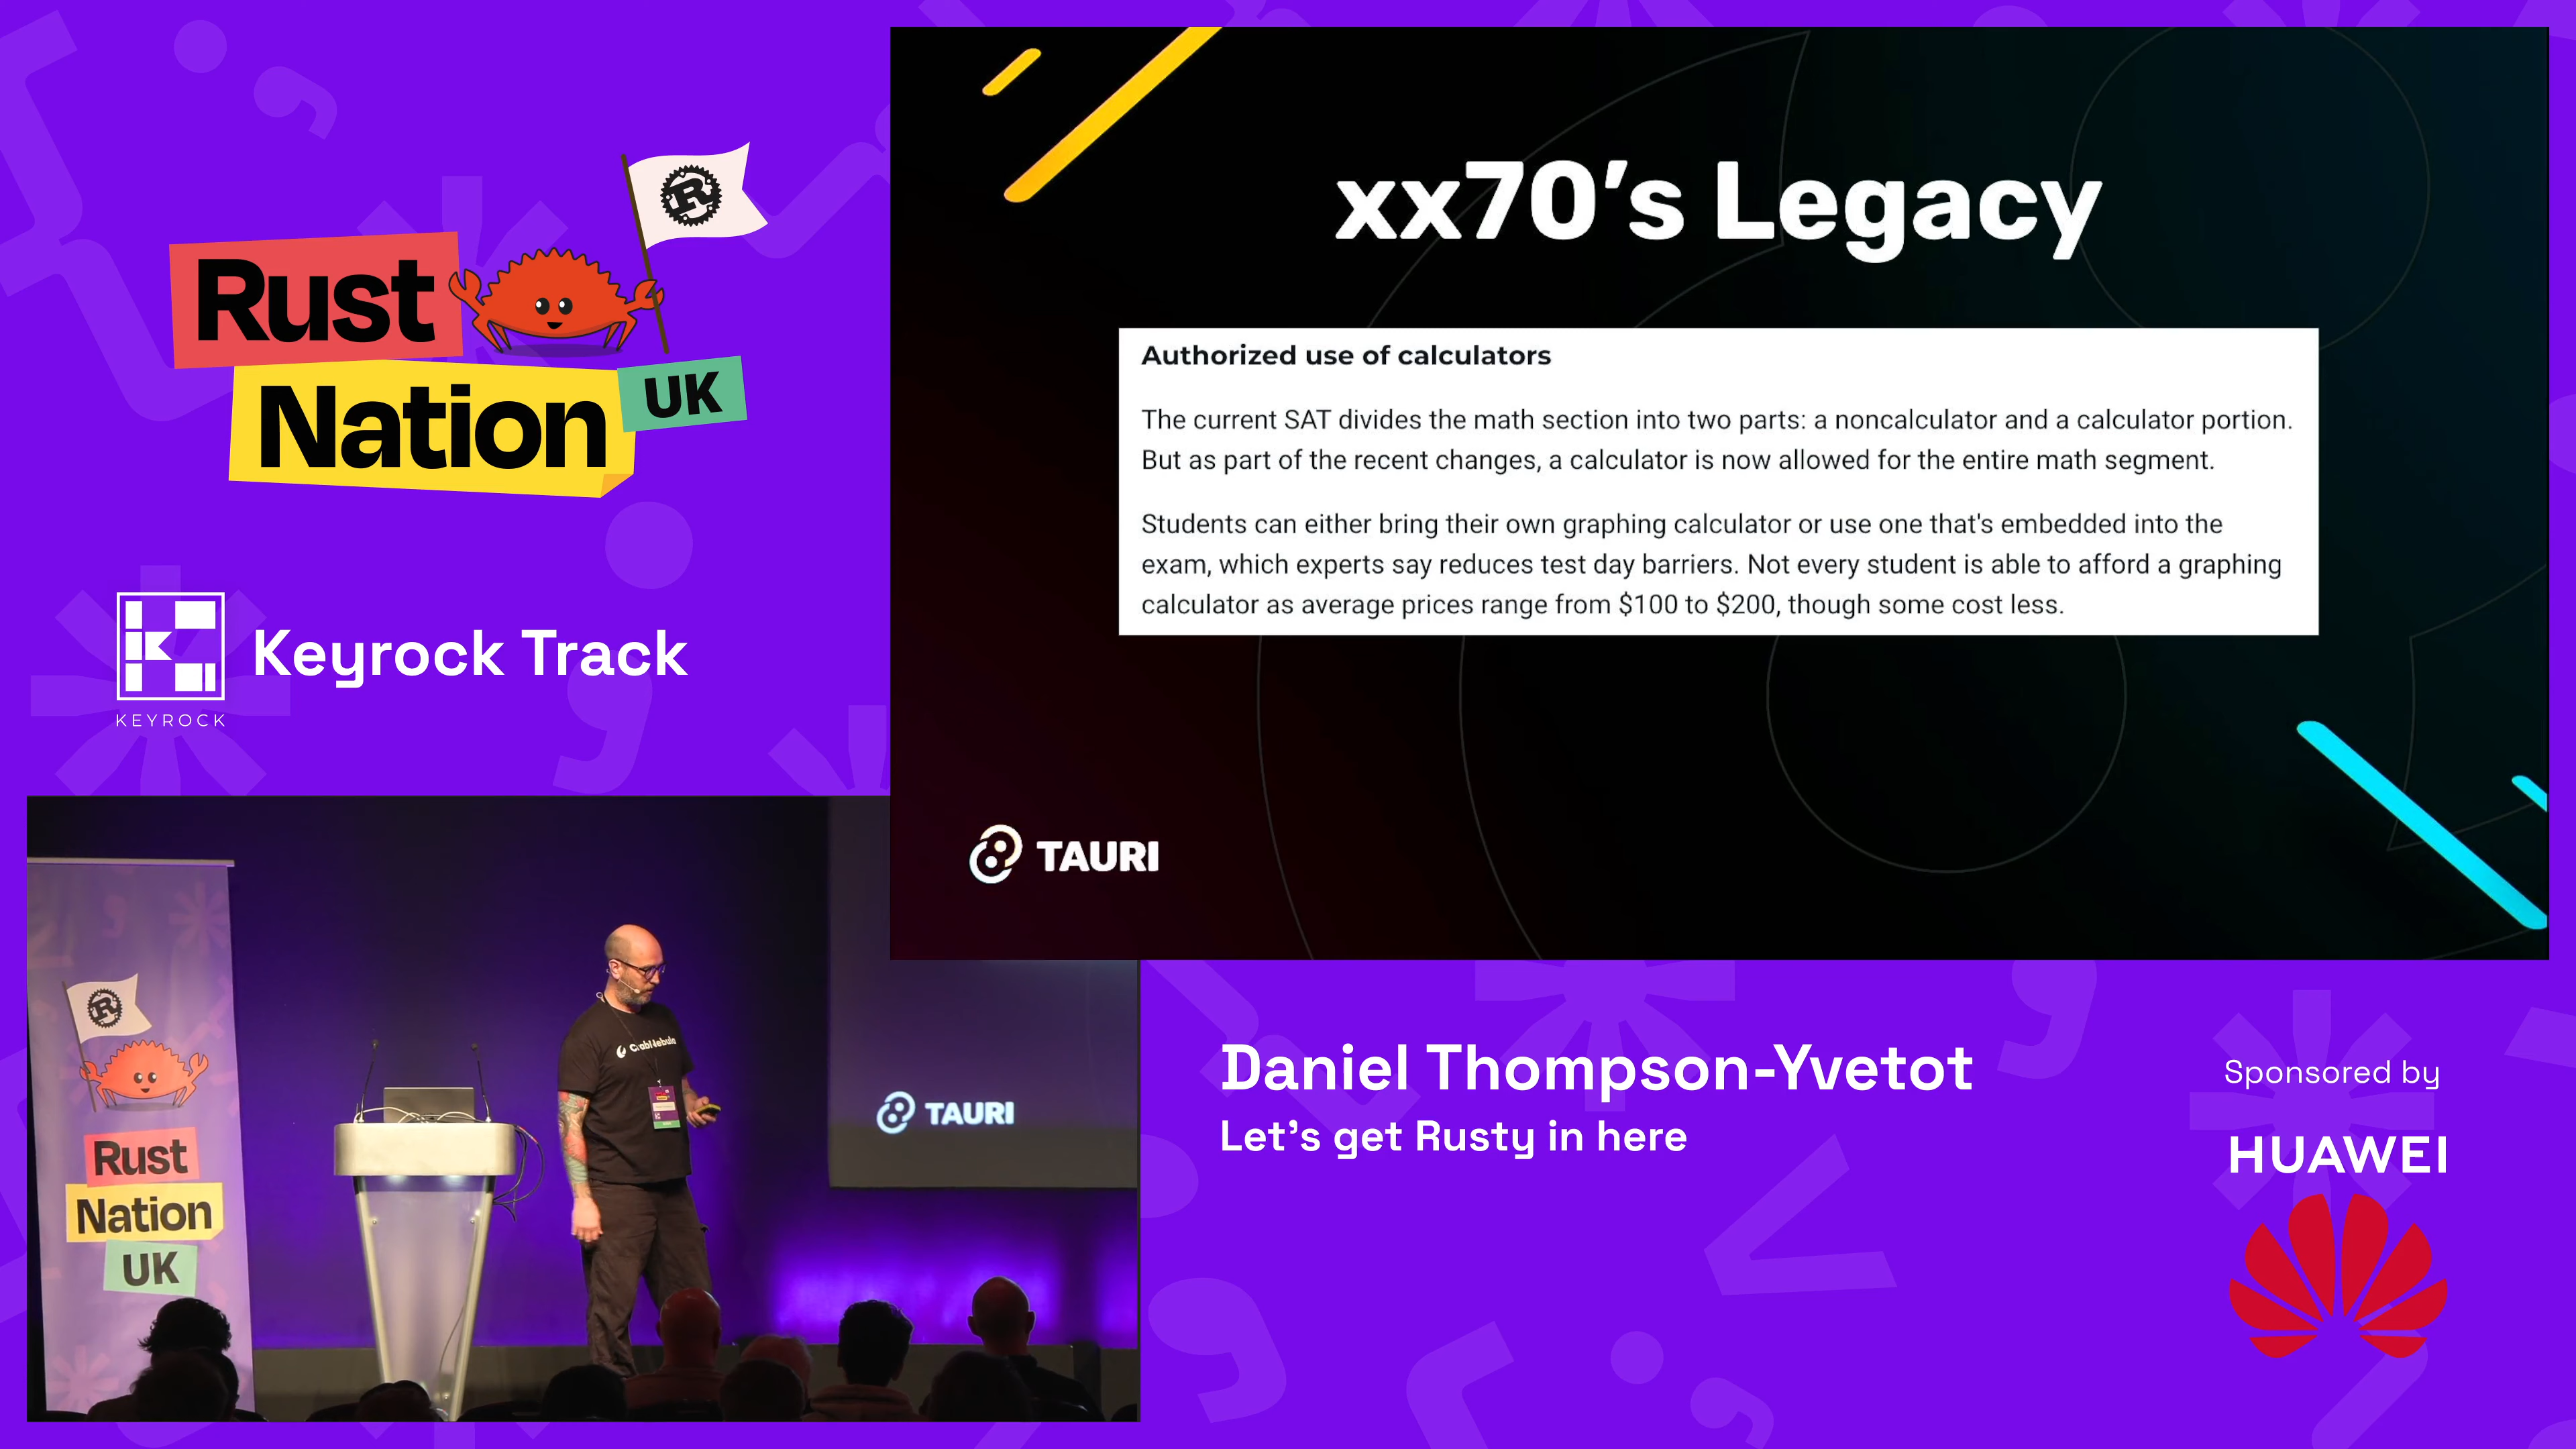 Rust
Nation
UK
KEYROCK
Keyrock Track
xx70's Legacy
Authorized use of calculators
The current SAT divides the math section into two parts: a noncalculator and a calculator portion.
But as part of the recent changes, a calculator is now allowed for the entire math segment.
Students can either bring their own graphing calculator or use one that's embedded into the
exam, which experts say reduces test day barriers. Not every student is able to afford a graphing
calculator as average prices range from $100 to $200, though some cost less.
TAURI
R
Rust
Nation
UK
TAURI
Daniel Thompson-Yvetot
Let's get Rusty in here
Sponsored by
HUAWEI